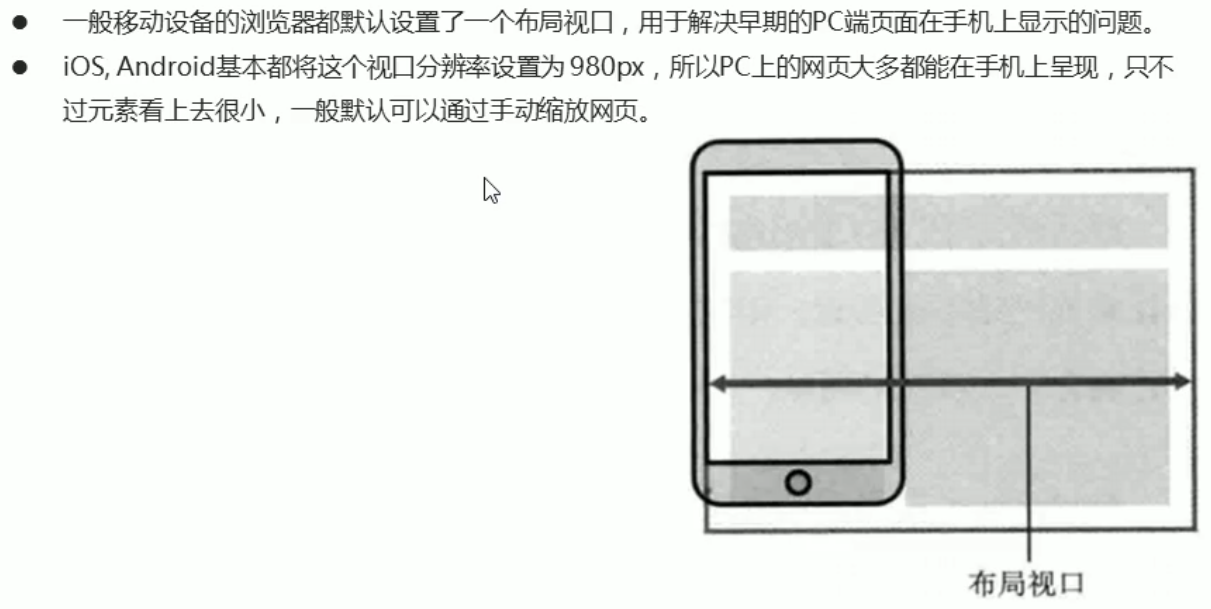 ● 一般移动设备的浏览器都默认设置了一个布局视口，用于解决早期的PC端页面在手机上显示的问题。
● iOS, Android基本都将这个视口分辨率设置为 980px，所以PC上的网页大多都能在手机上呈现，只不
过元素看上去很小，一般默认可以通过手动缩放网页。
布局视口